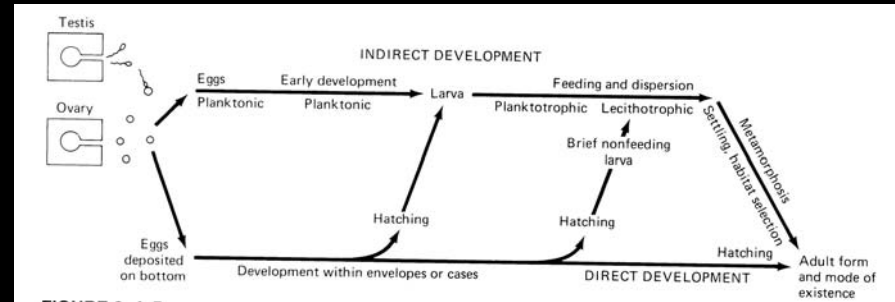 Testis
INDIRECT DEVELOPMENT
Eggs
Early development
Larva
Feeding and dispersion
Planktonic
Planktonic
Planktotrophic
Lecithotrophic
Ovary
Brief nonfeeding
larva
Metamorphosis
Settling, habitat selection
Hatching
Hatching
Hatching
Eggs
deposited
on bottom
Development within envelopes or cases
DIRECT DEVELOPMENT
Adult form
and mode of
existence